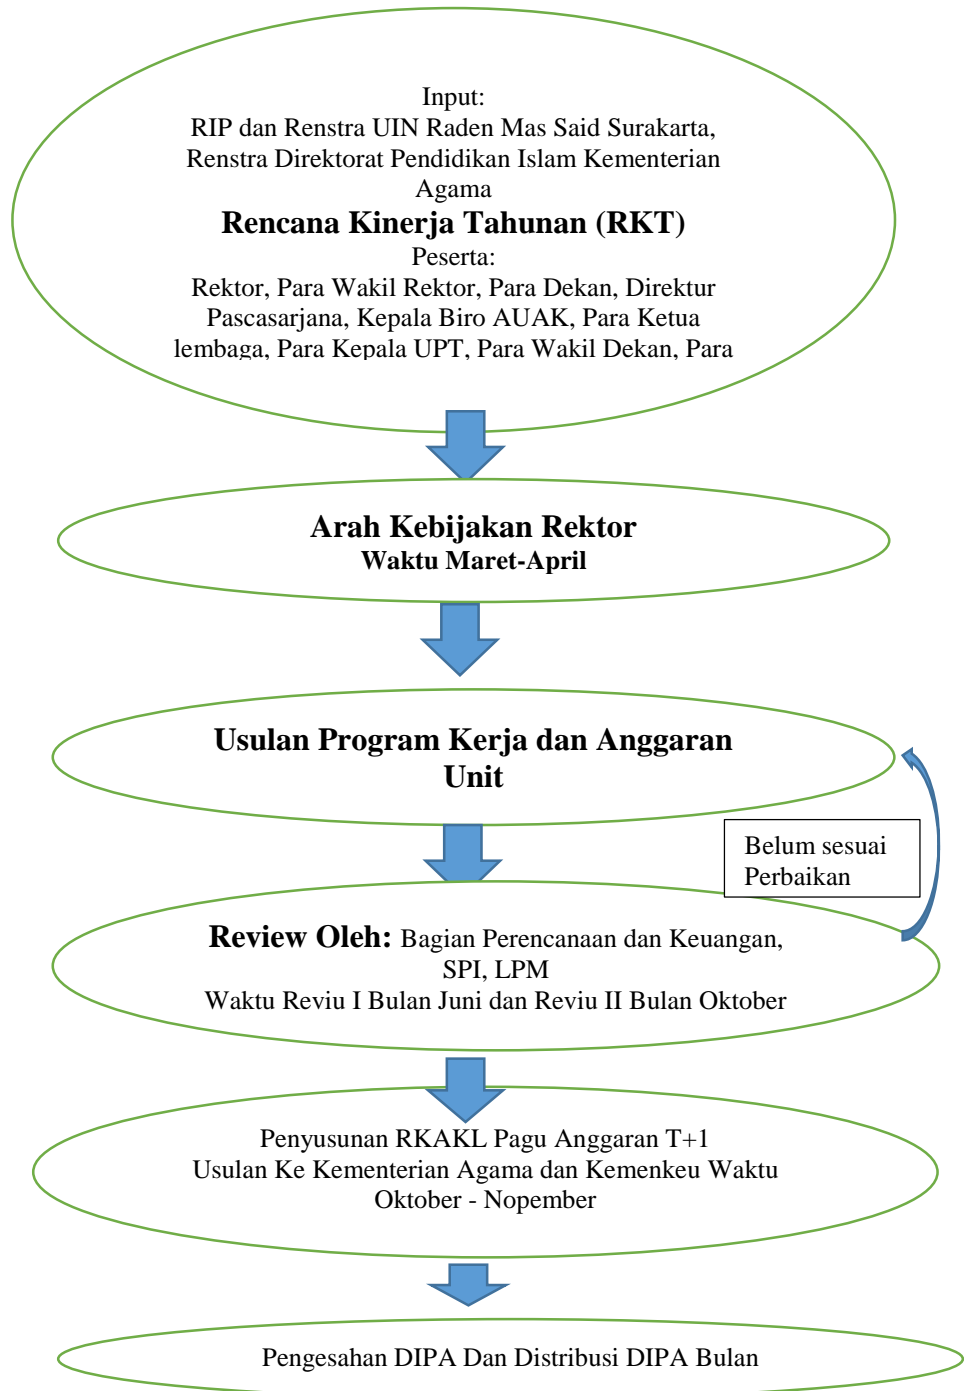 Input:
RIP dan Renstra UIN Raden Mas Said Surakarta,
Renstra Direktorat Pendidikan Islam Kementerian
Agama
Rencana Kinerja Tahunan (RKT)
Peserta:
Rektor, Para Wakil Rektor, Para Dekan, Direktur
Pascasarjana, Kepala Biro AUAK, Para Ketua
lembaga, Para Kepala UPT, Para Wakil Dekan, Para
Arah Kebijakan Rektor
Waktu Maret-April
Usulan Program Kerja dan Anggaran
Unit
Belum sesuai
Perbaikan
Review Oleh: Bagian Perencanaan dan Keuangan,
SPI, LPM
Waktu Reviu I Bulan Juni dan Reviu II Bulan Oktober
Penyusunan RKAKL Pagu Anggaran T+1
Usulan Ke Kementerian Agama dan Kemenkeu Waktu
Oktober - Nopember
Pengesahan DIPA Dan Distribusi DIPA Bulan